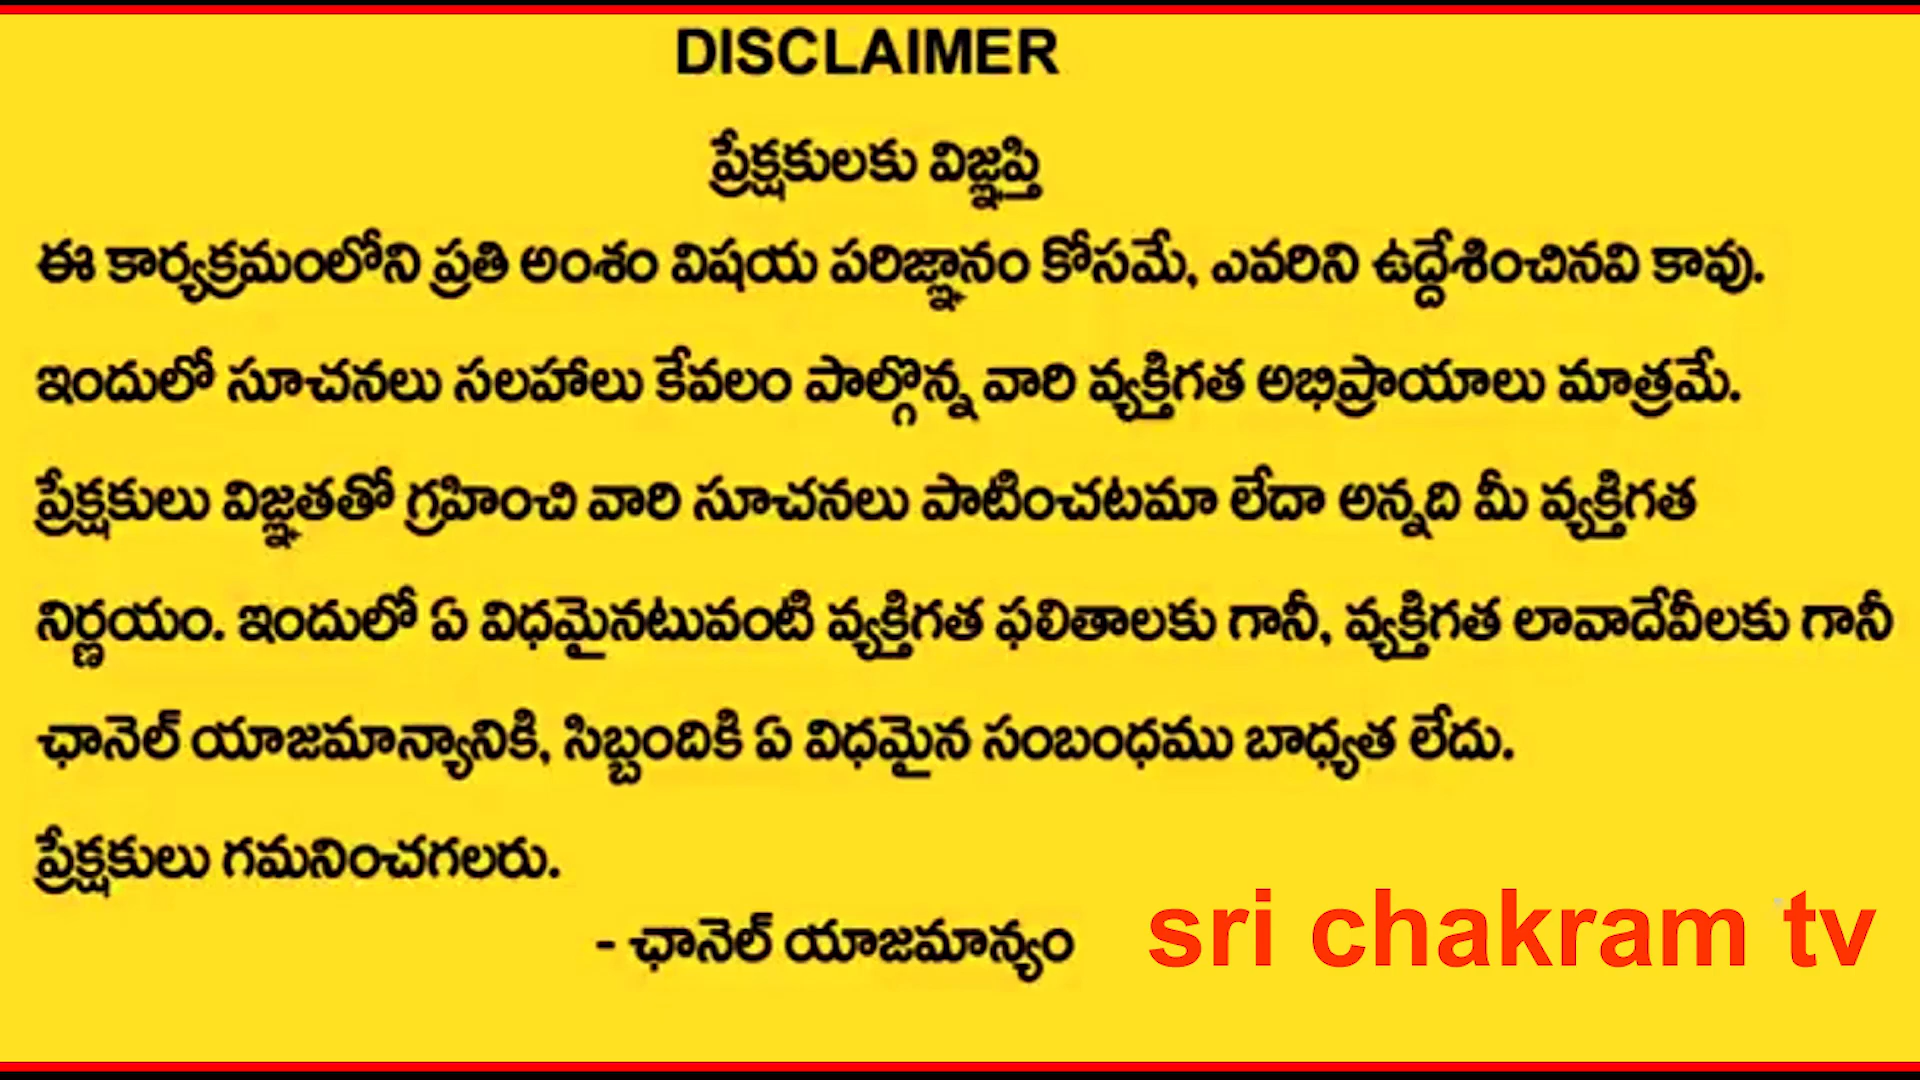 DISCLAIMER
ప్రేక్షకులకు విజ్ఞప్తి
ఈ కార్యక్రమంలోని ప్రతి అంశం విషయ పరిజ్ఞానం కోసమే, ఎవరిని ఉద్దేశించినవి కావు.
ఇందులో సూచనలు సలహాలు కేవలం పాల్గొన్న వారి వ్యక్తిగత అభిప్రాయాలు మాత్రమే.
ప్రేక్షకులు విజ్ఞతతో గ్రహించి వారి సూచనలు పాటించటమా లేదా అన్నది మీ వ్యక్తిగత
నిర్ణయం. ఇందులో ఏ విధమైనటువంటి వ్యక్తిగత ఫలితాలకు గానీ, వ్యక్తిగత లావాదేవీలకు గానీ
ఛానెల్ యాజమాన్యానికి, సిబ్బందికి ఏ విధమైన సంబంధము బాధ్యత లేదు.
ప్రేక్షకులు గమనించగలరు.
- ఛానెల్ యాజమాన్యం
sri chakram tv